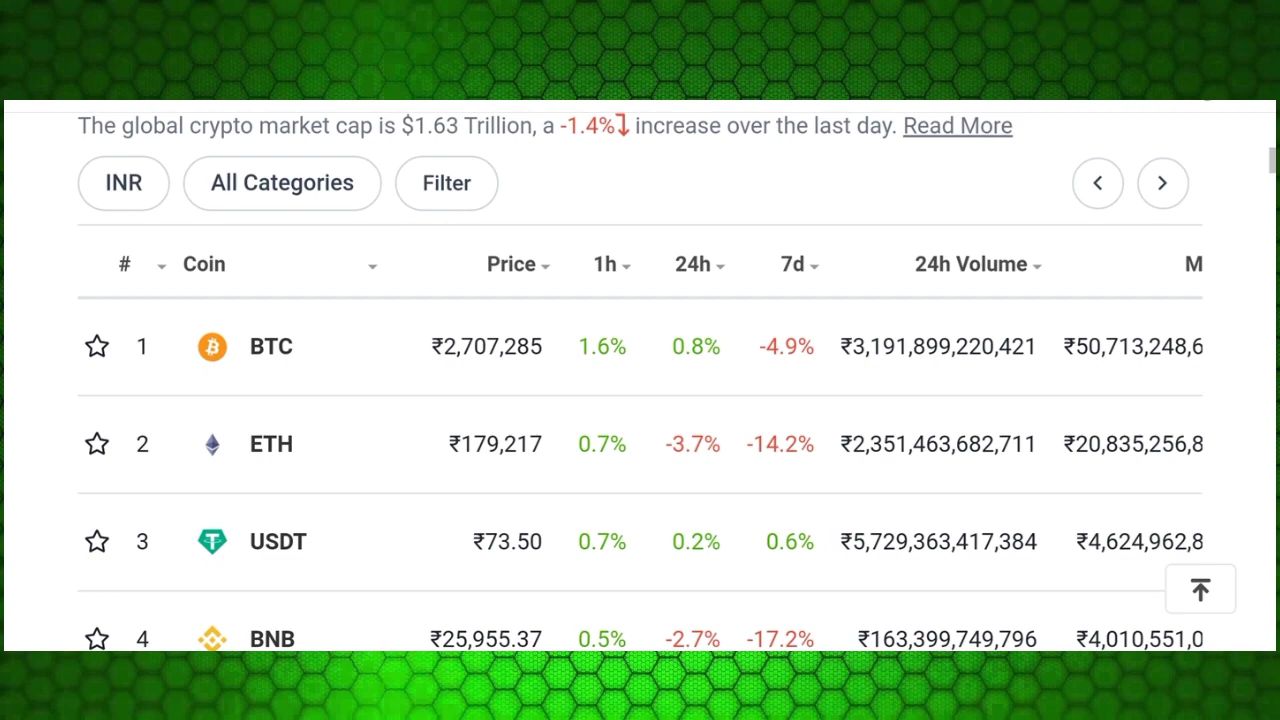 The global crypto market cap is $1.63 Trillion, a -1.4% increase over the last day. Read More
INR All Categories Filter
# Coin Price 1h 24h 7d 24h Volume M
1 BTC ₹2,707,285 1.6% 0.8% -4.9% ₹3,191,899,220,421 ₹50,713,248,6
2 ETH ₹179,217 0.7% -3.7% -14.2% ₹2,351,463,682,711 ₹20,835,256,8
3 USDT ₹73.50 0.7% 0.2% 0.6% ₹5,729,363,417,384 ₹4,624,962,8
4 BNB ₹25,955.37 0.5% -2.7% -17.2% ₹163,399,749,796 ₹4,010,551,0